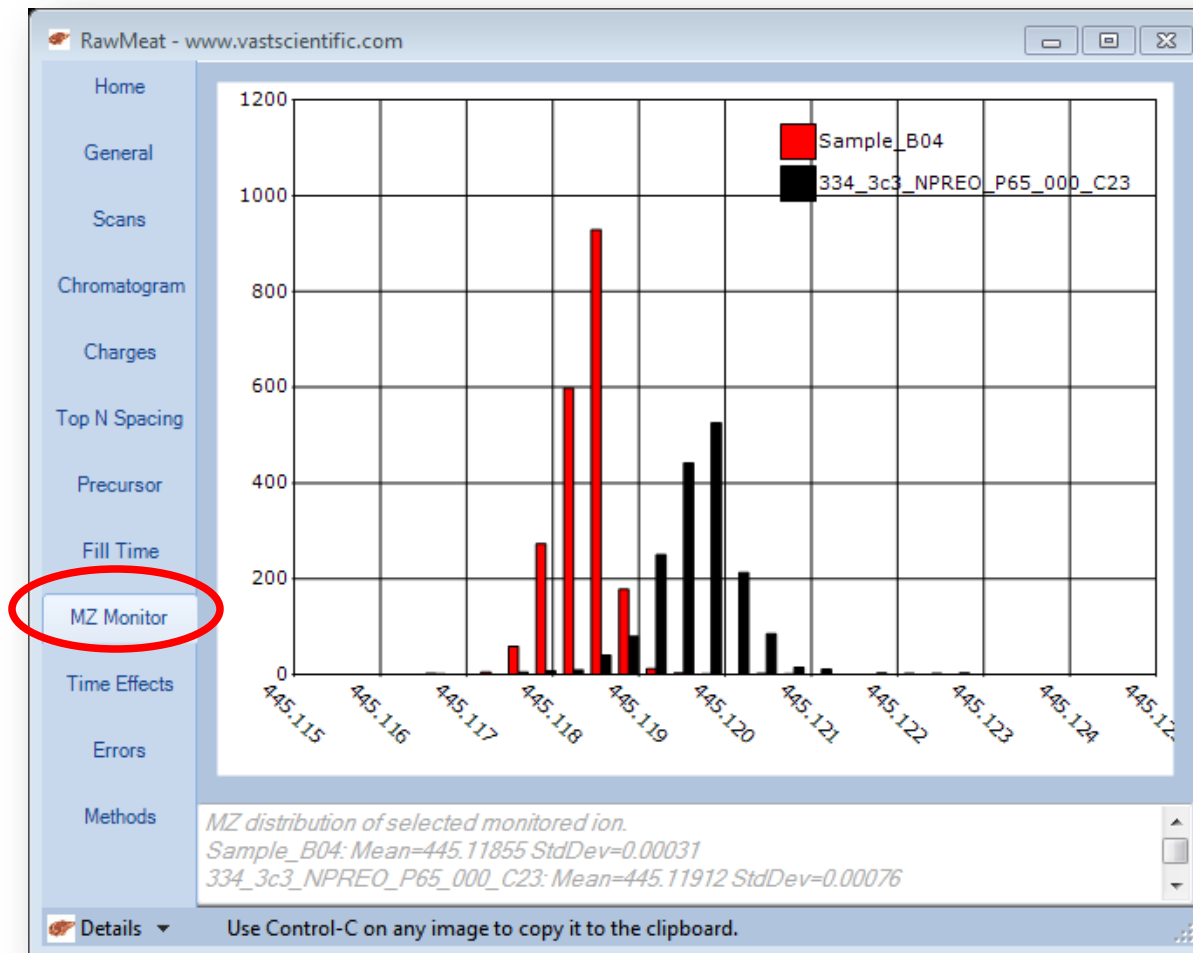 RawMeat - www.vastscientific.com
Home
General
Scans
Chromatogram
Charges
Top N Spacing
Precursor
Fill Time
MZ Monitor
Time Effects
Errors
Methods
1200
1000
800
600
400
200
0
Sample_B04
334_3c3_NPREO_P65_000_C23
445.115
445.116
445.117
445.118
445.119
445.120
445.121
445.122
445.123
445.124
MZ distribution of selected monitored ion.
Sample_B04: Mean=445.11855 StdDev=0.00031
334_3c3_NPREO_P65_000_C23: Mean=445.11912 StdDev=0.00076
Details
Use Control-C on any image to copy it to the clipboard.